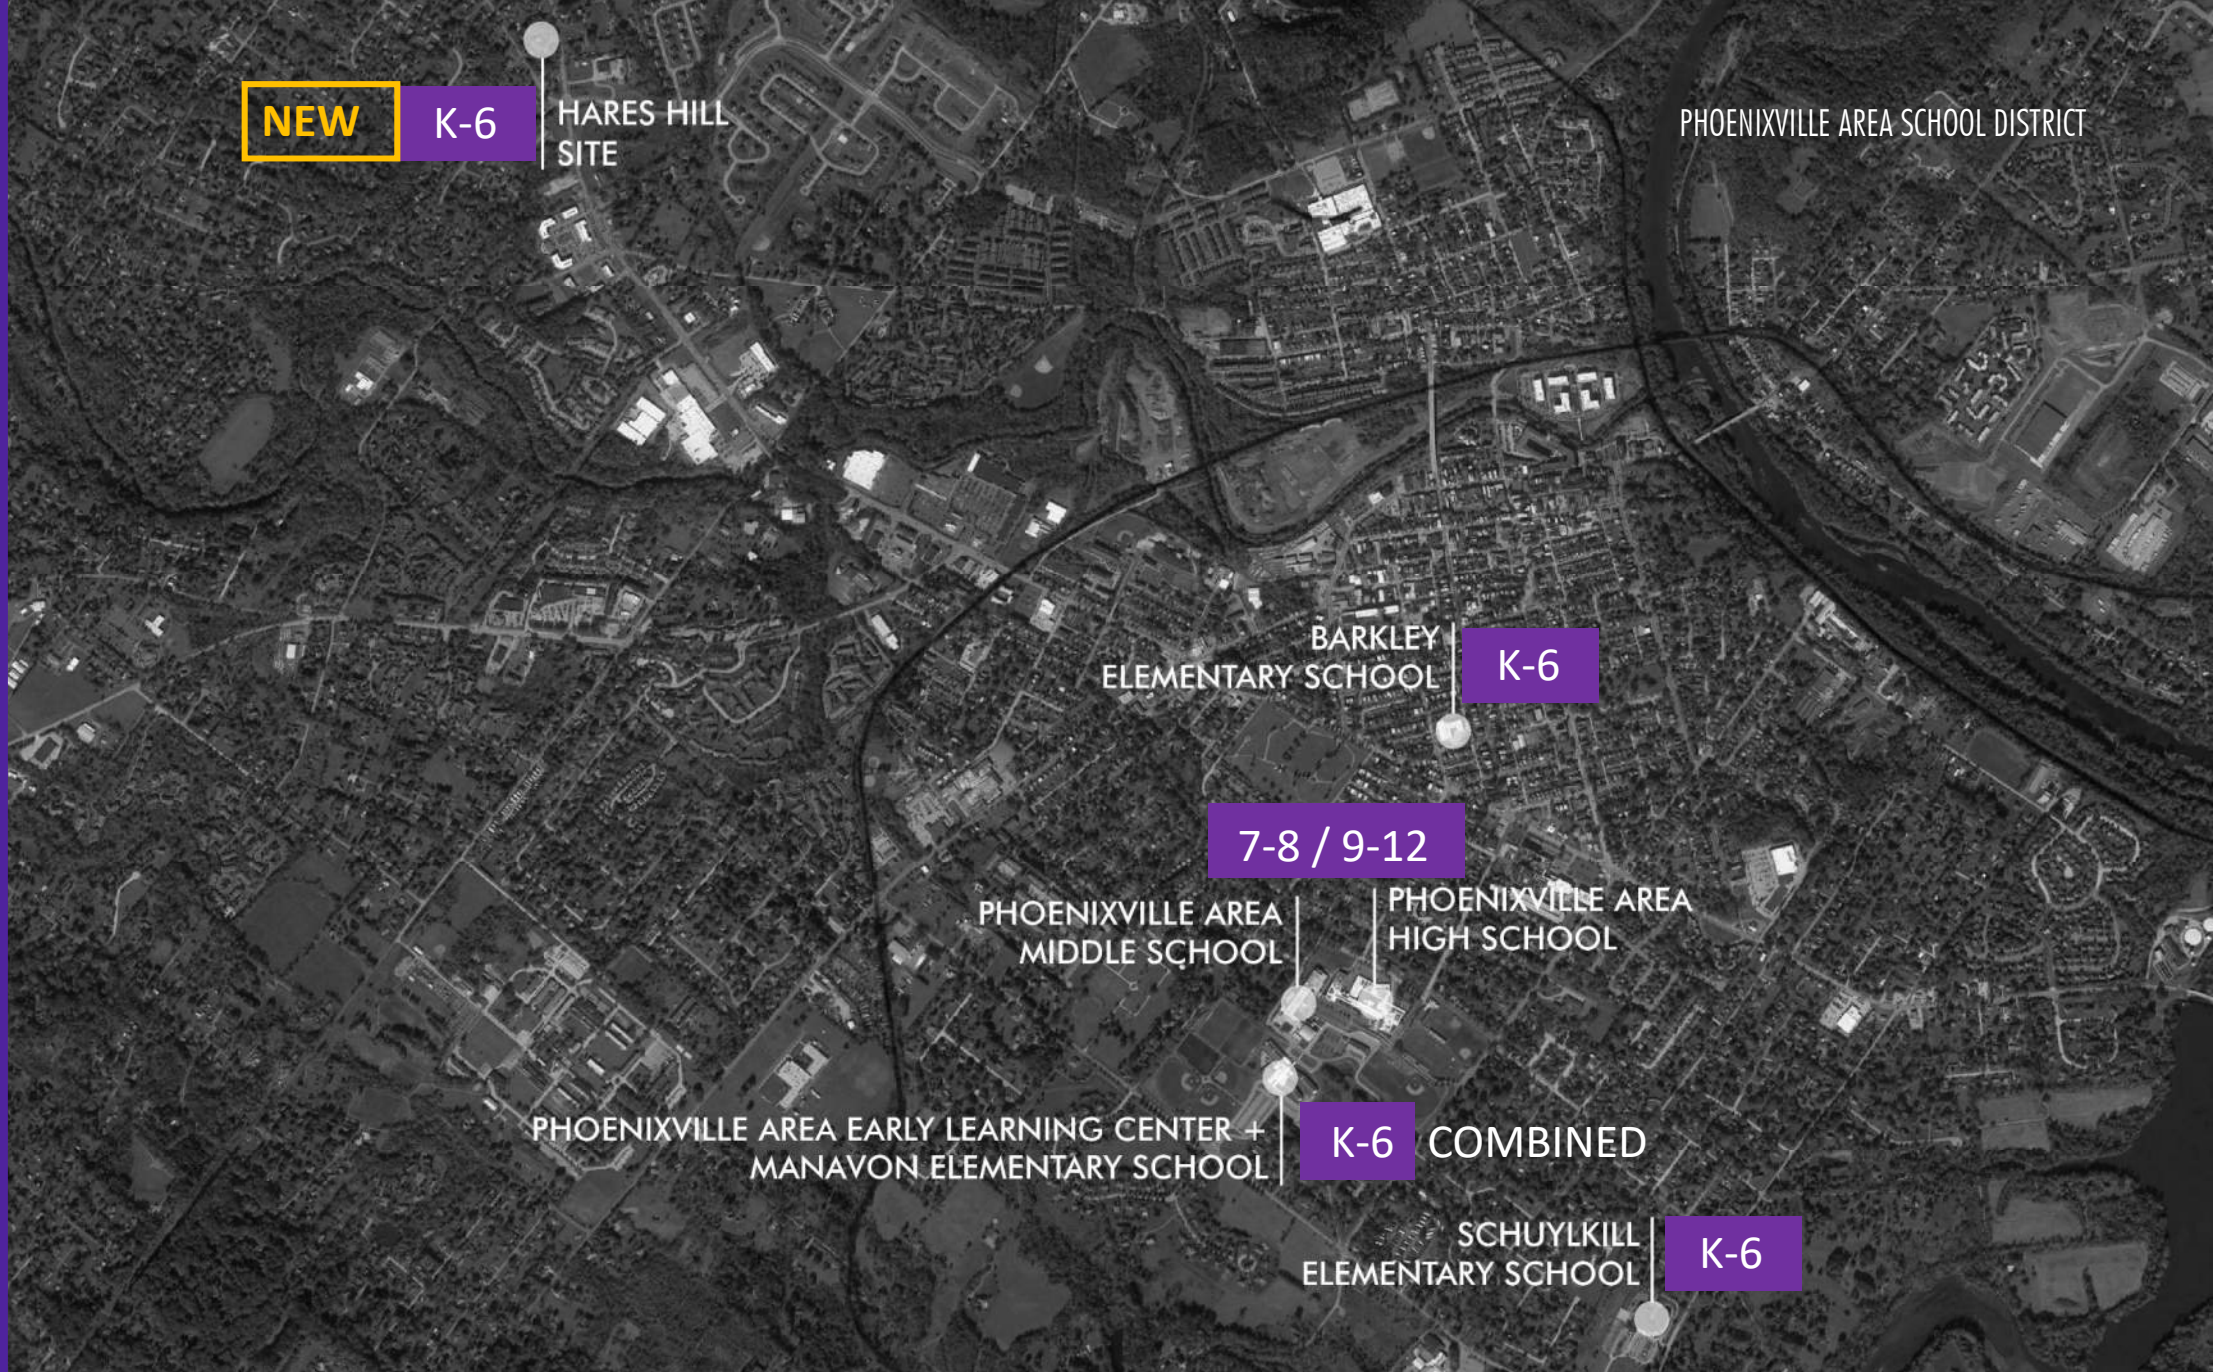 NEW
K-6
HARES HILL
SITE
PHOENIXVILLE AREA SCHOOL DISTRICT
BARKLEY
ELEMENTARY SCHOOL
K-6
7-8 / 9-12
PHOENIXVILLE AREA
MIDDLE SCHOOL
PHOENIXVILLE AREA
HIGH SCHOOL
PHOENIXVILLE AREA EARLY LEARNING CENTER +
MANAVON ELEMENTARY SCHOOL
K-6
COMBINED
SCHUYLKILL
ELEMENTARY SCHOOL
K-6